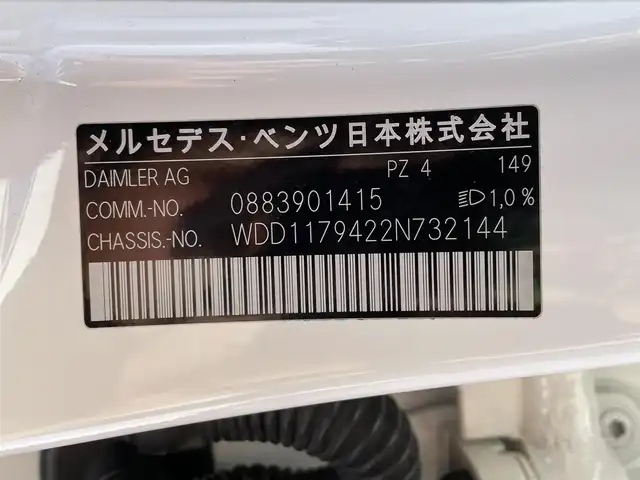 メルセデス・ベンツ日本株式会社
DAIMLER AG PZ 4 149
COMM.-NO. 0883901415 1,0 %
CHASSIS.-NO. WDD1179422N732144